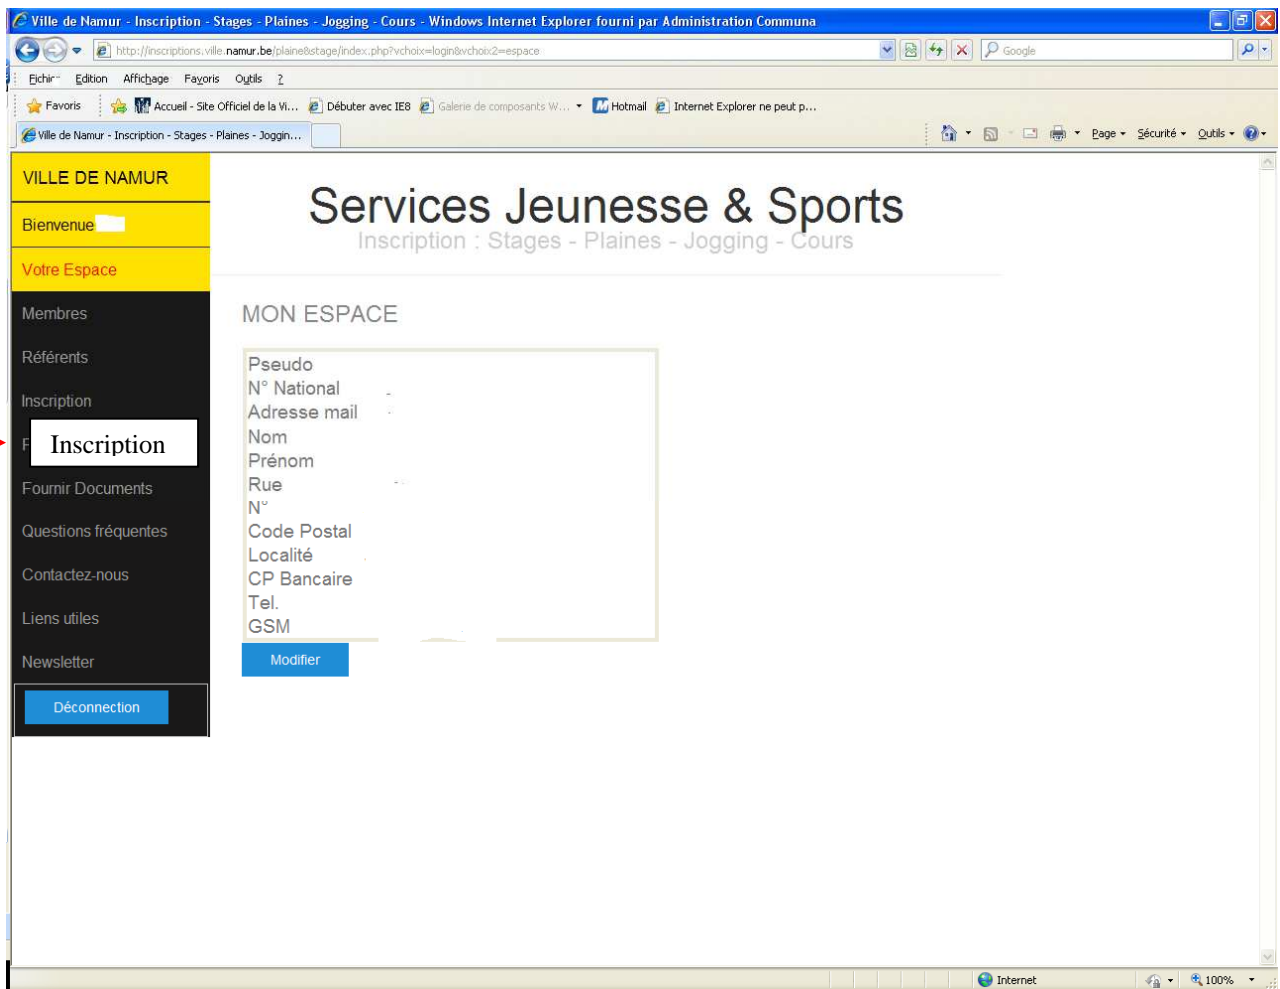 Ville de Namur - Inscription - Stages - Plaines - Jogging - Cours - Windows Internet Explorer fourni par Administration Communa
http://inscriptions.ville.namur.be/plaine&stage/index.php?vchoix=login&vchoix2=espace
Google
Fichir Edition Affichage Favoris Outils ?
Favoris Accueil - Site Officiel de la Vi... Débuter avec IE8 Galerie de composants W... Hotmail Internet Explorer ne peut p...
Ville de Namur - Inscription - Stages - Plaines - Joggin...
Page Sécurité Outils
VILLE DE NAMUR
Bienvenue
Votre Espace
Membres
Référents
Inscription
Inscription
Fournir Documents
Questions fréquentes
Contactez-nous
Liens utiles
Newsletter
Déconnection
Services Jeunesse & Sports
Inscription : Stages - Plaines - Jogging - Cours
MON ESPACE
Pseudo
N° National
Adresse mail
Nom
Prénom
Rue
N°
Code Postal
Localité
CP Bancaire
Tel.
GSM
Modifier
Internet
100%